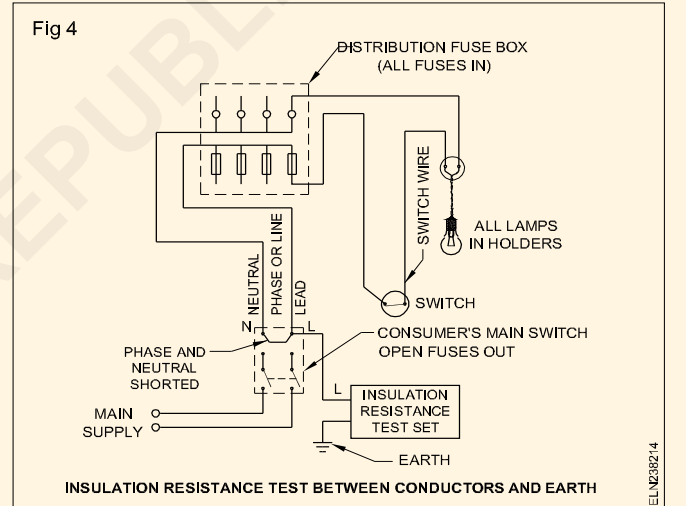 Fig 4
DISTRIBUTION FUSE BOX
(ALL FUSES IN)
SWITCH WIRE
ALL LAMPS
IN HOLDERS
NEUTRAL
PHASE OR LINE
LEAD
SWITCH
N
L
CONSUMER'S MAIN SWITCH
OPEN FUSES OUT
PHASE AND
NEUTRAL
SHORTED
L
INSULATION
RESISTANCE
TEST SET
MAIN
SUPPLY
EARTH
INSULATION RESISTANCE TEST BETWEEN CONDUCTORS AND EARTH
ELN238214
REPUBL